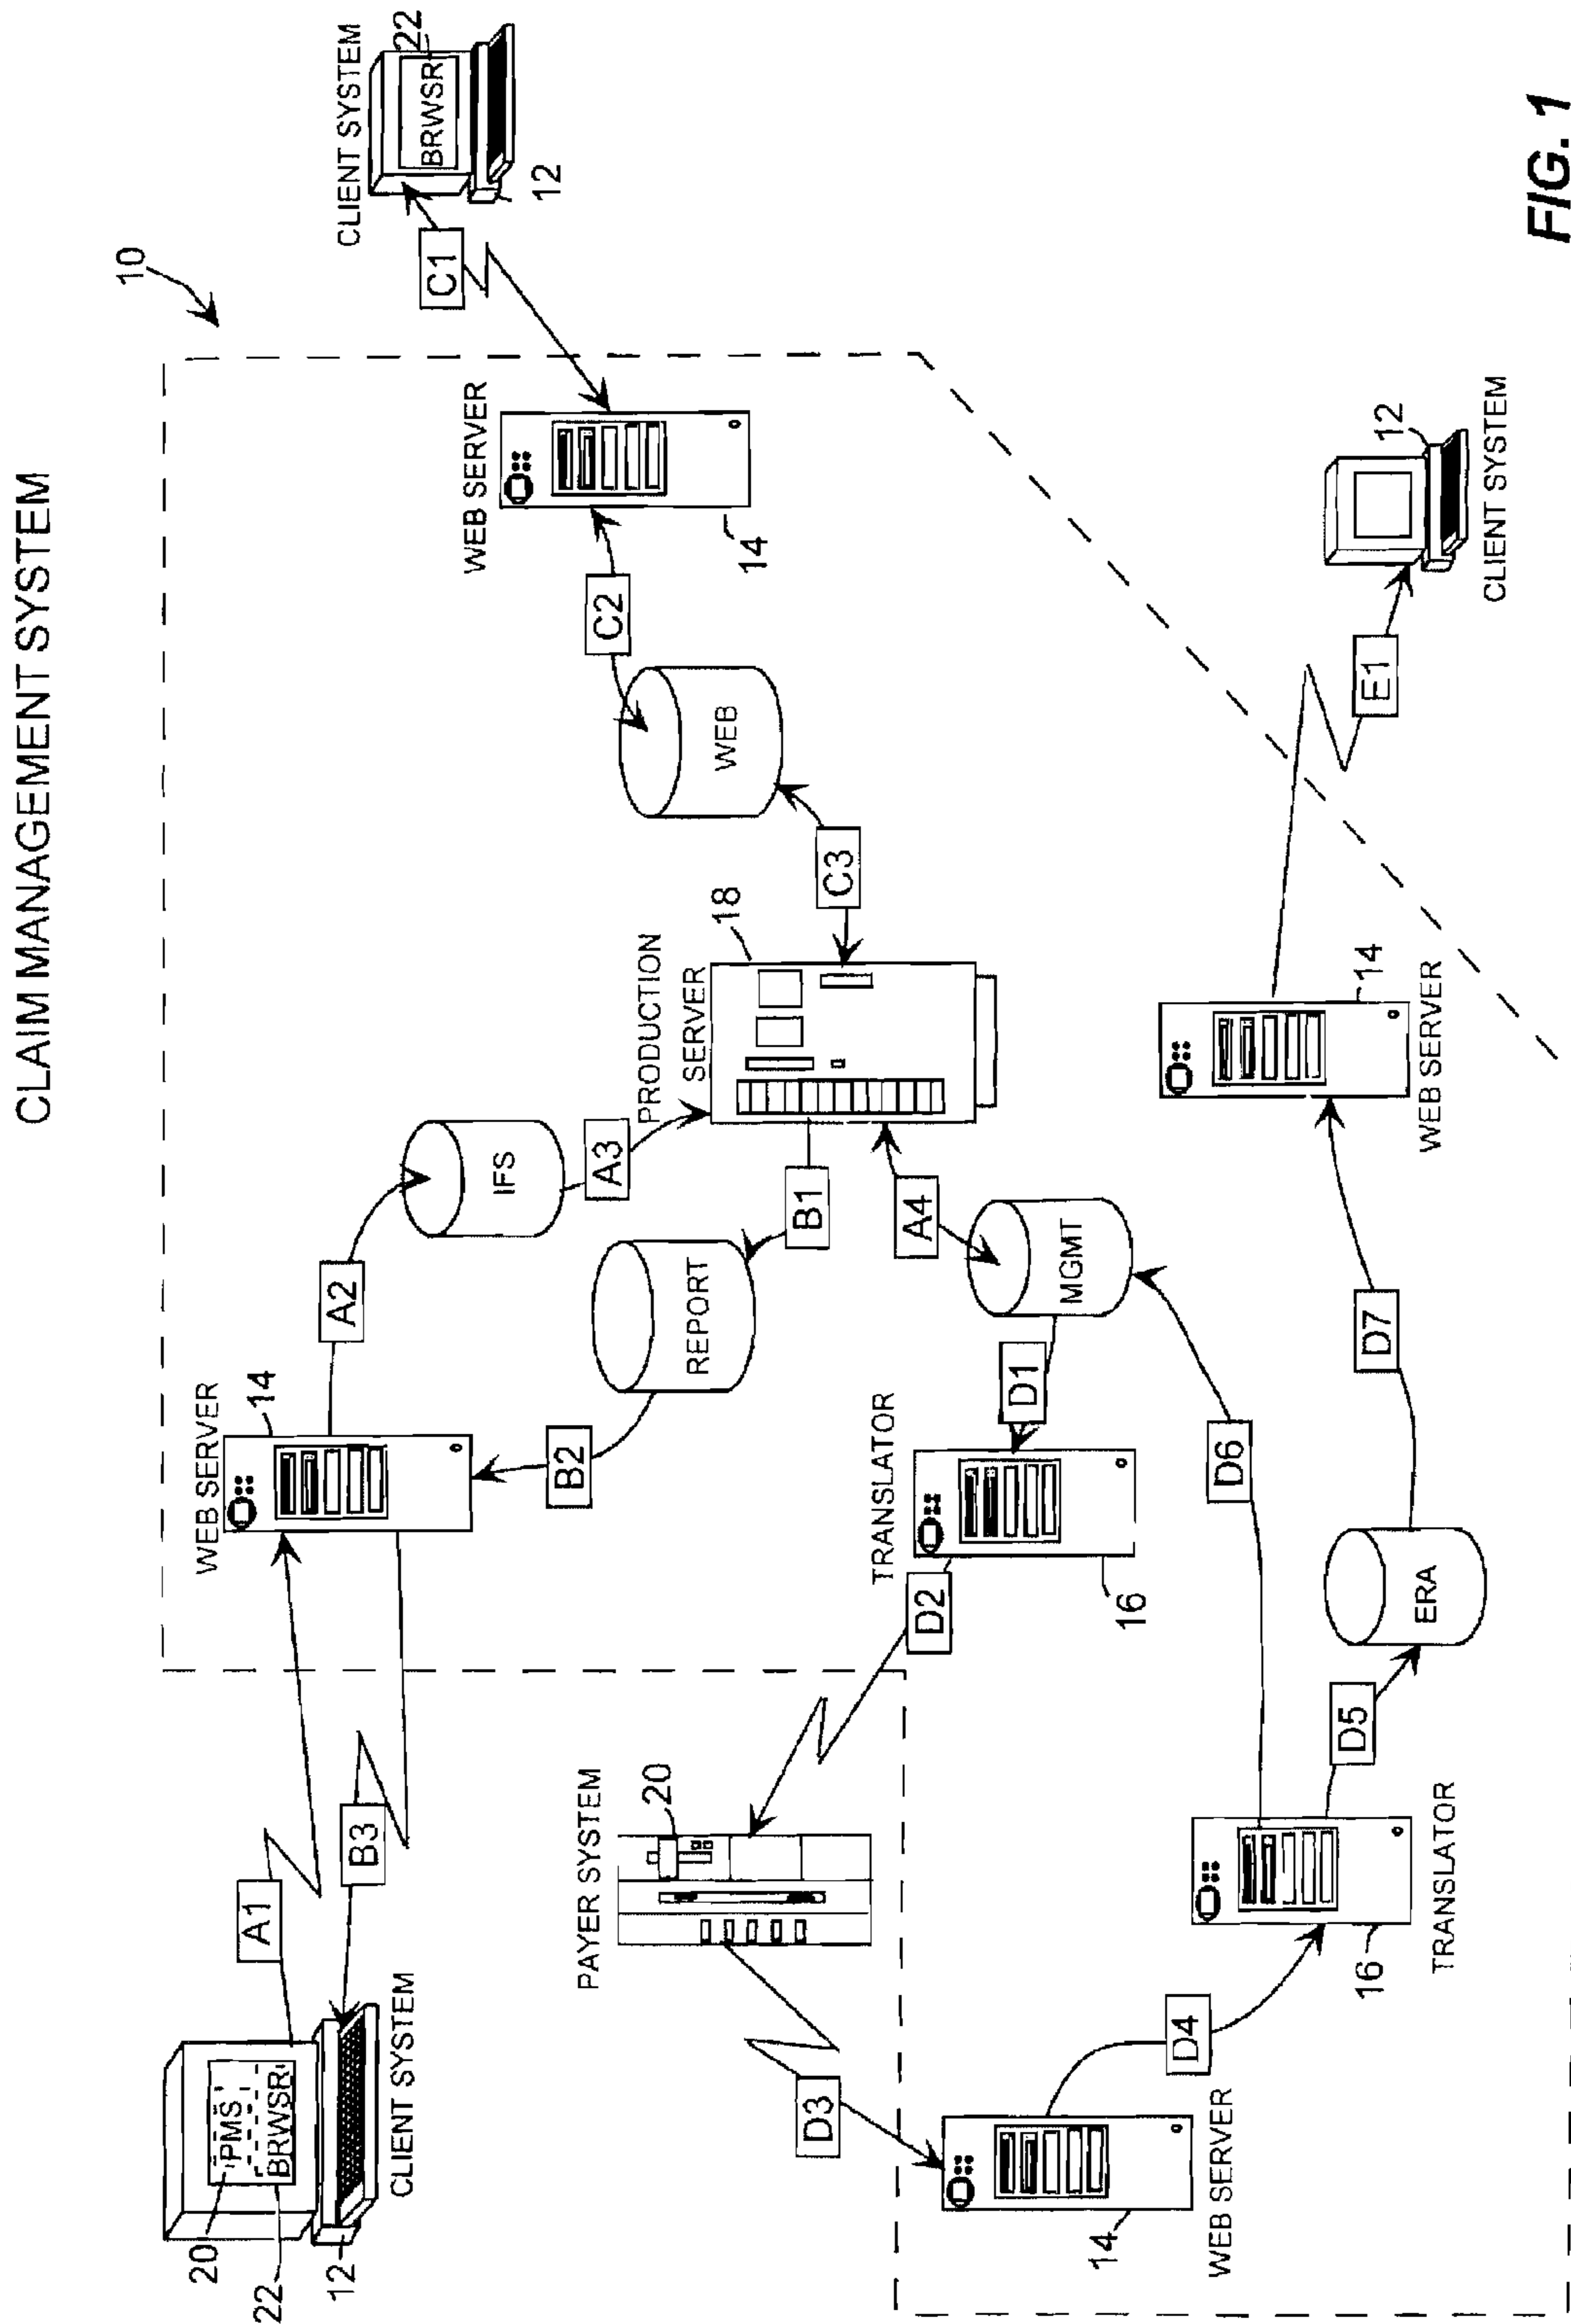 CLAIM MANAGEMENT SYSTEM
10
20
22
12
PMS
BRWSR
CLIENT SYSTEM
A1
B3
WEB SERVER
14
A2
IFS
A3
B2
REPORT
B1
PRODUCTION
SERVER
18
C3
WEB
C2
WEB SERVER
14
C1
CLIENT SYSTEM
BRWSR
22
12
PAYER SYSTEM
20
D2
TRANSLATOR
16
D1
MGMT
A4
D3
WEB SERVER
14
D4
TRANSLATOR
16
D6
D5
ERA
D7
WEB SERVER
14
E1
12
CLIENT SYSTEM
FIG. 1